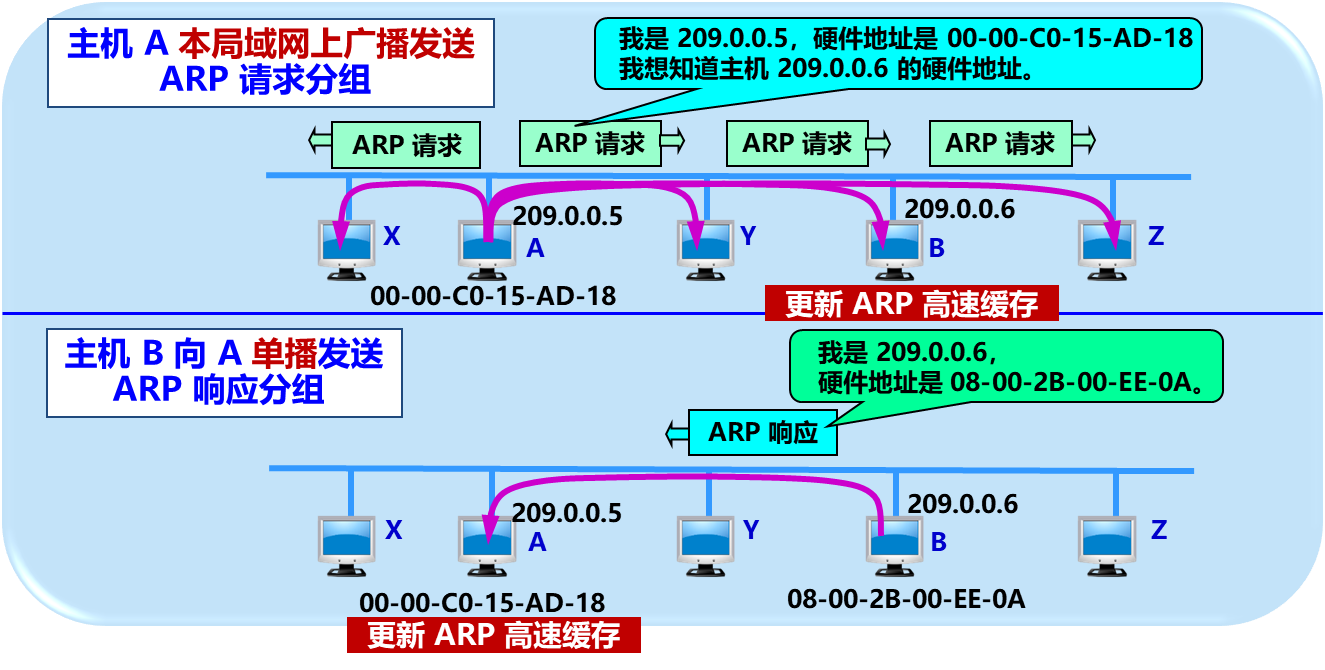 主机 A 本局域网上广播发送
ARP 请求分组
我是 209.0.0.5，硬件地址是 00-00-C0-15-AD-18
我想知道主机 209.0.0.6 的硬件地址。
ARP 请求
ARP 请求
ARP 请求
ARP 请求
209.0.0.5
209.0.0.6
X
A
Y
B
Z
00-00-C0-15-AD-18
更新 ARP 高速缓存
主机 B 向 A 单播发送
ARP 响应分组
我是 209.0.0.6，
硬件地址是 08-00-2B-00-EE-0A。
ARP 响应
209.0.0.5
209.0.0.6
X
A
Y
B
Z
00-00-C0-15-AD-18
08-00-2B-00-EE-0A
更新 ARP 高速缓存